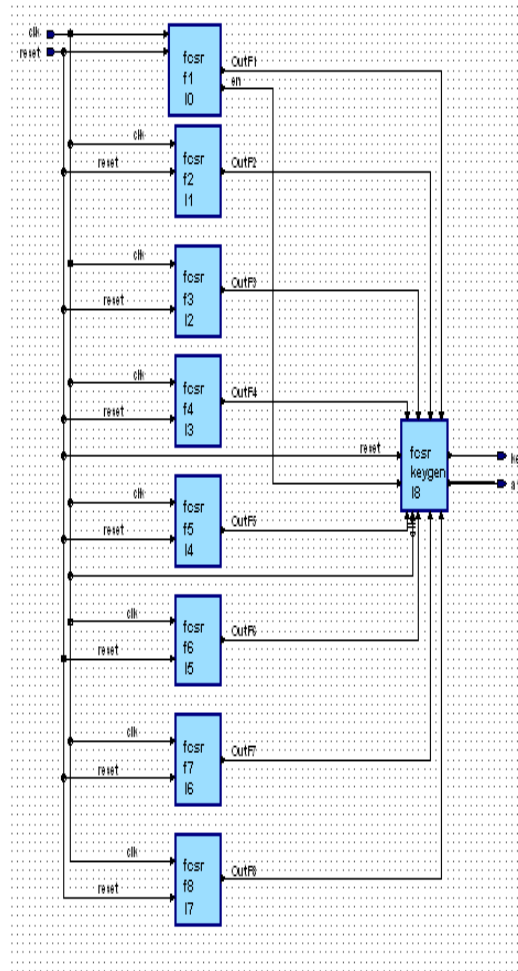 clk
reset
fcsr
f1
I0
OutF1
en
clk
reset
fcsr
f2
I1
OutF2
clk
reset
fcsr
f3
I2
OutF3
clk
reset
fcsr
f4
I3
OutF4
reset
fcsr
keygen
I8
clk
reset
fcsr
f5
I4
OutF5
clk
clk
reset
fcsr
f6
I5
OutF6
clk
reset
fcsr
f7
I6
OutF7
clk
reset
fcsr
f8
I7
OutF8